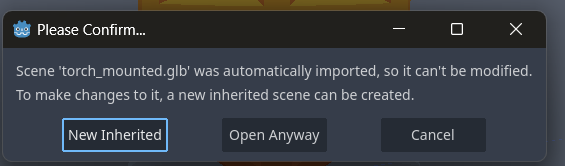 Please Confirm...
Scene 'torch_mounted.glb' was automatically imported, so it can't be modified.
To make changes to it, a new inherited scene can be created.
New Inherited
Open Anyway
Cancel